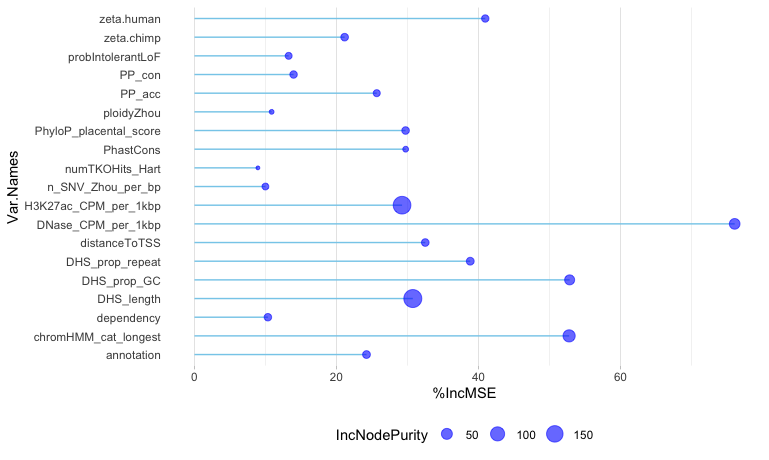 zeta.human
zeta.chimp
probIntolerantLoF
PP_con
PP_acc
ploidyZhou
PhyloP_placental_score
PhastCons
numTKOHits_Hart
n_SNV_Zhou_per_bp
H3K27ac_CPM_per_1kbp
DNase_CPM_per_1kbp
distanceToTSS
DHS_prop_repeat
DHS_prop_GC
DHS_length
dependency
chromHMM_cat_longest
annotation
Var.Names
0 20 40 60
%IncMSE
IncNodePurity 50 100 150